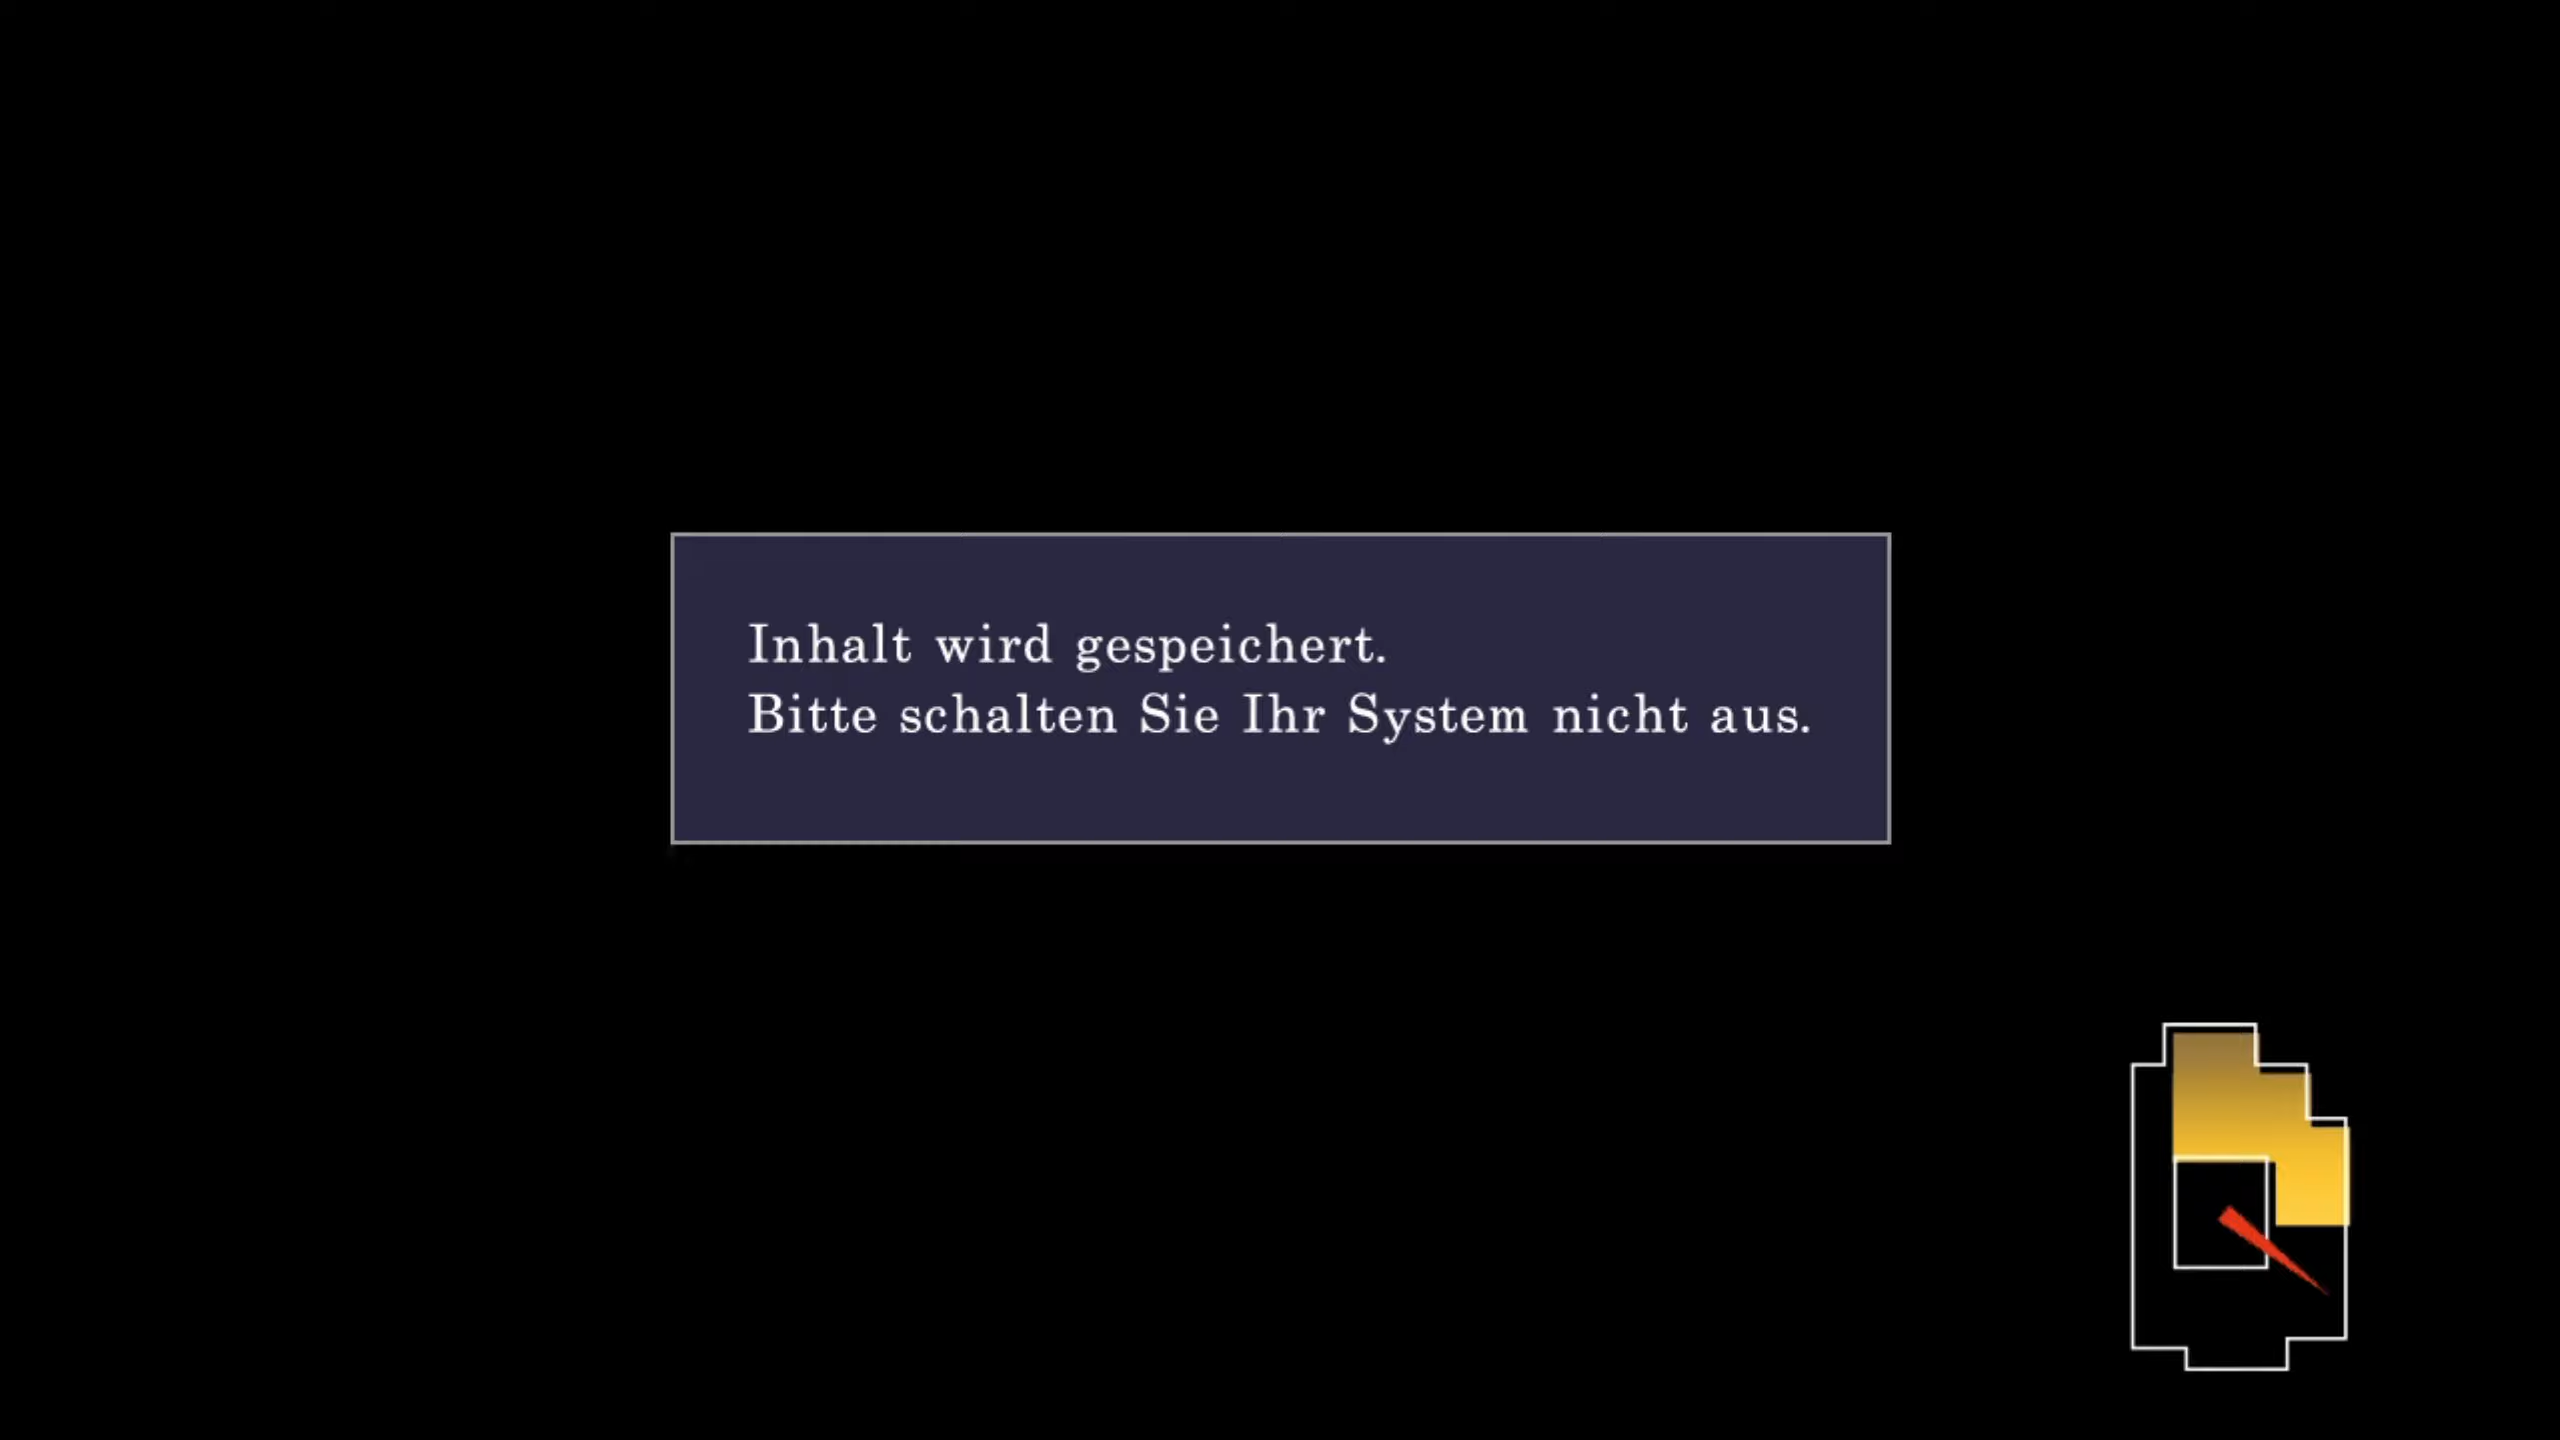 Inhalt wird gespeichert.
Bitte schalten Sie Ihr System nicht aus.